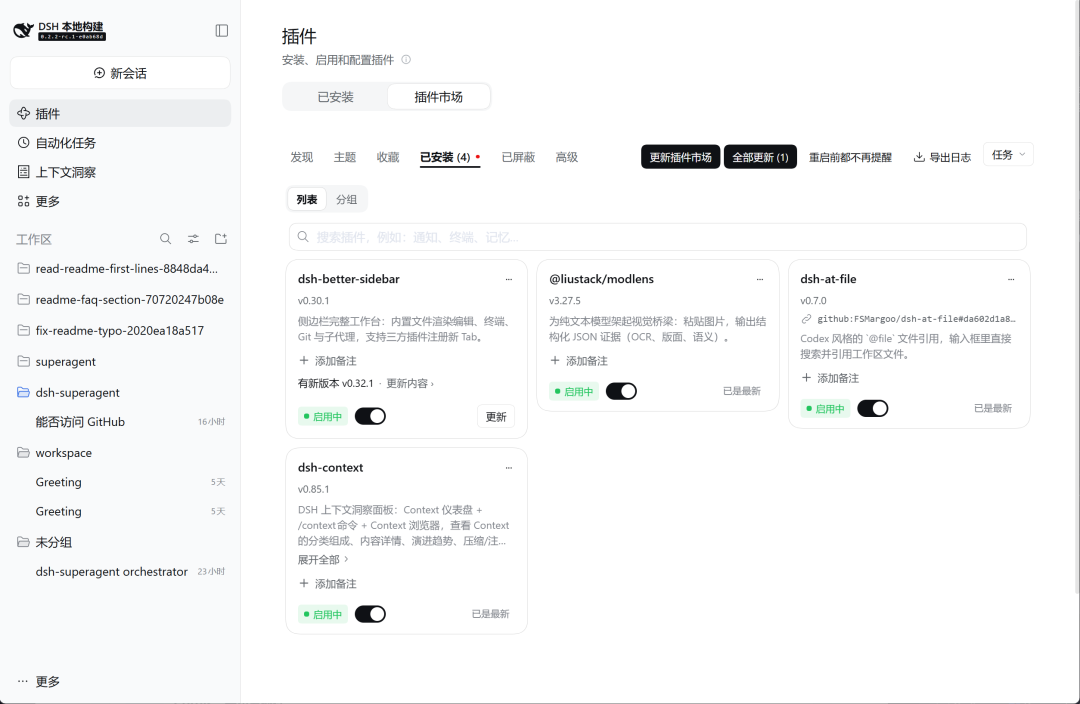 DSH 本地构建
0.2.2-rc.1-e0ab68d
新会话
插件
自动化任务
上下文洞察
更多
工作区
read-readme-first-lines-8848da4...
readme-faq-section-70720247b08e
fix-readme-typo-2020ea18a517
superagent
dsh-superagent
能否访问 GitHub 16小时
workspace
Greeting 5天
Greeting 5天
未分组
dsh-superagent orchestrator 23小时
更多
插件
安装、启用和配置插件
已安装 插件市场
发现 主题 收藏 已安装 (4) 已屏蔽 高级 更新插件市场 全部更新 (1) 重启前都不再提醒 导出日志 任务
列表 分组
搜索插件，例如：通知、终端、记忆...
dsh-better-sidebar
v0.30.1
侧边栏完整工作台：内置文件渲染编辑、终端、
Git 与子代理，支持三方插件注册新 Tab。
添加备注
有新版本 v0.32.1 · 更新内容 ›
启用中 更新
@liustack/modlens
v3.27.5
为纯文本模型架起视觉桥梁：粘贴图片，输出结
构化 JSON 证据（OCR、版面、语义）。
添加备注
启用中 已是最新
dsh-at-file
v0.7.0
github:FSMargoo/dsh-at-file#da602d1a8…
Codex 风格的 `@file` 文件引用，输入框里直接
搜索并引用工作区文件。
添加备注
启用中 已是最新
dsh-context
v0.85.1
DSH 上下文洞察面板：Context 仪表盘 +
/context 命令 + Context 浏览器，查看 Context
的分类组成、内容详情、演进趋势、压缩/注...
展开全部 ›
添加备注
启用中 已是最新